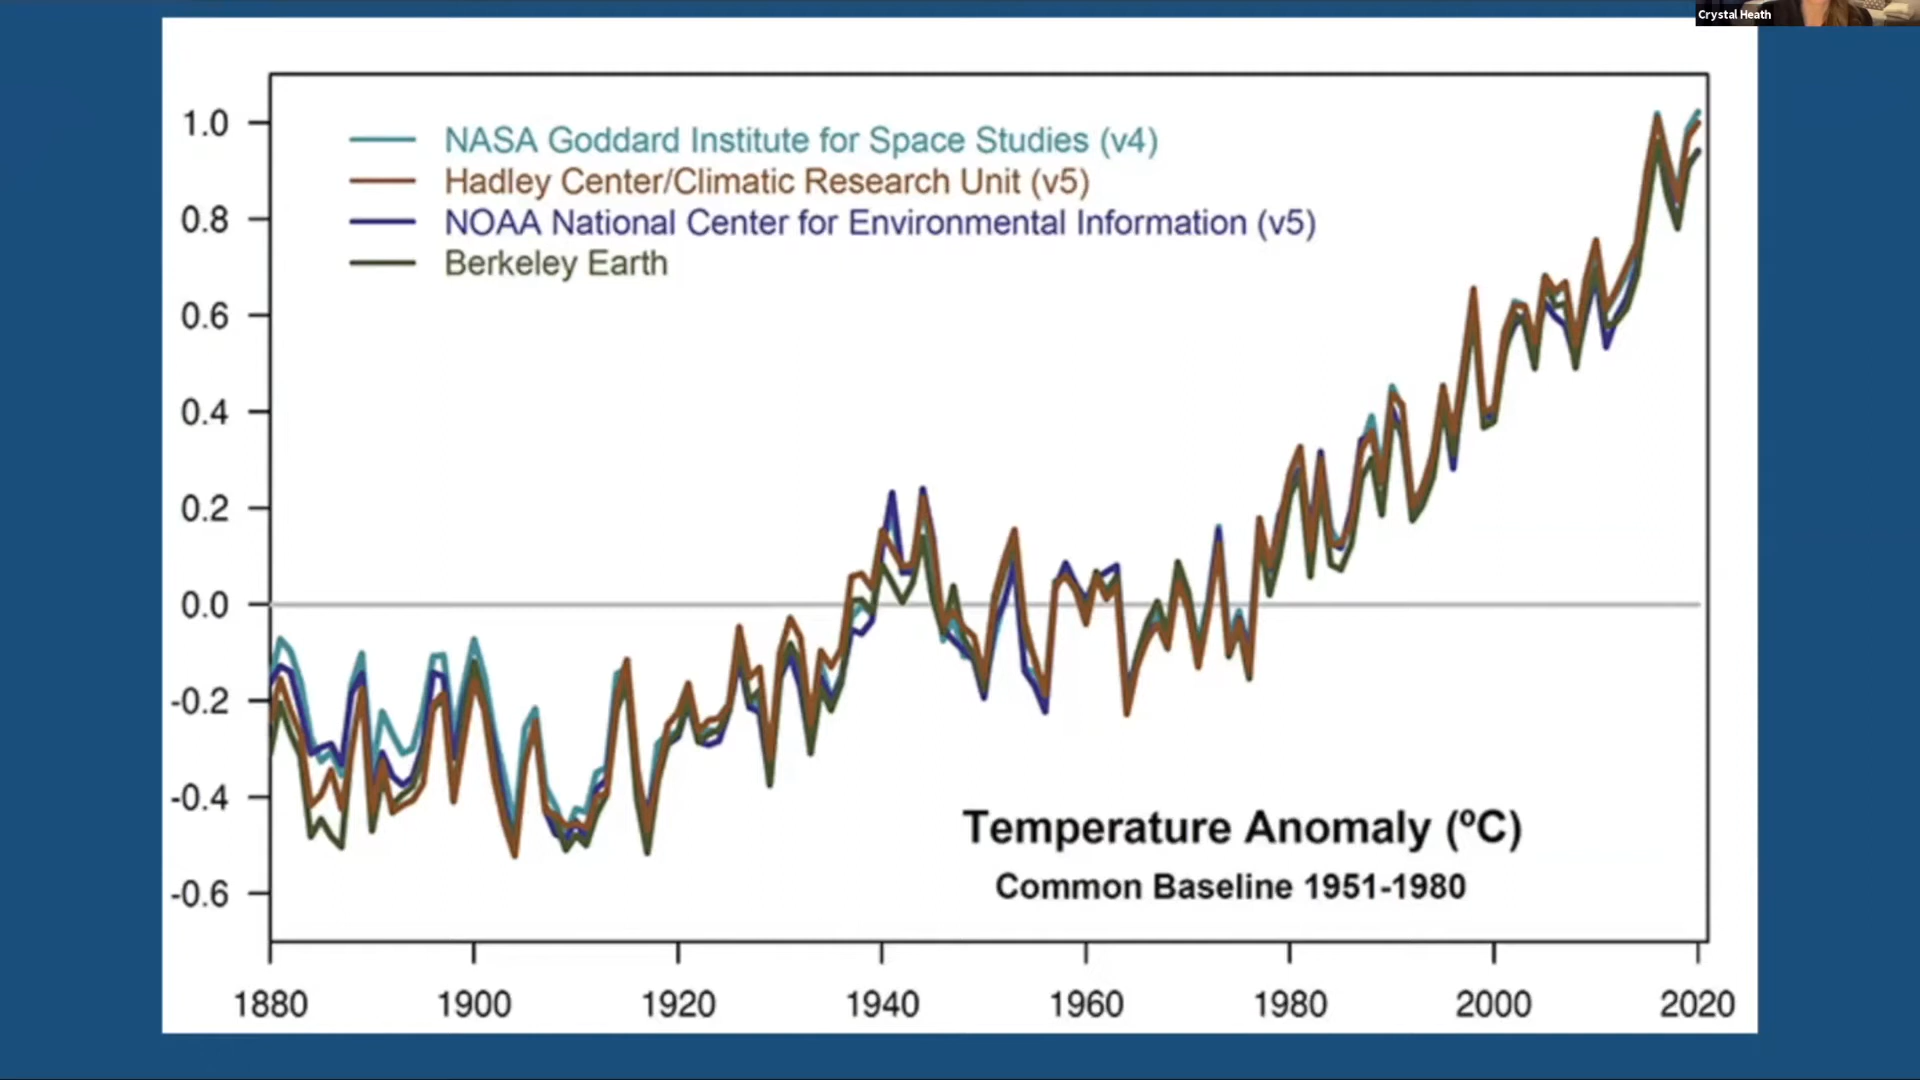 Crystal Heath
1.0
0.8
0.6
0.4
0.2
0.0
-0.2
-0.4
-0.6
NASA Goddard Institute for Space Studies (v4)
Hadley Center/Climatic Research Unit (v5)
NOAA National Center for Environmental Information (v5)
Berkeley Earth
Temperature Anomaly (ºC)
Common Baseline 1951-1980
1880 1900 1920 1940 1960 1980 2000 2020